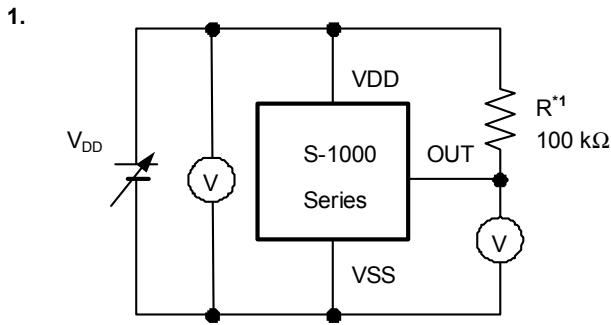 1.
VDD
R*1
100 kΩ
VDD
S-1000
Series
OUT
V
V
VSS